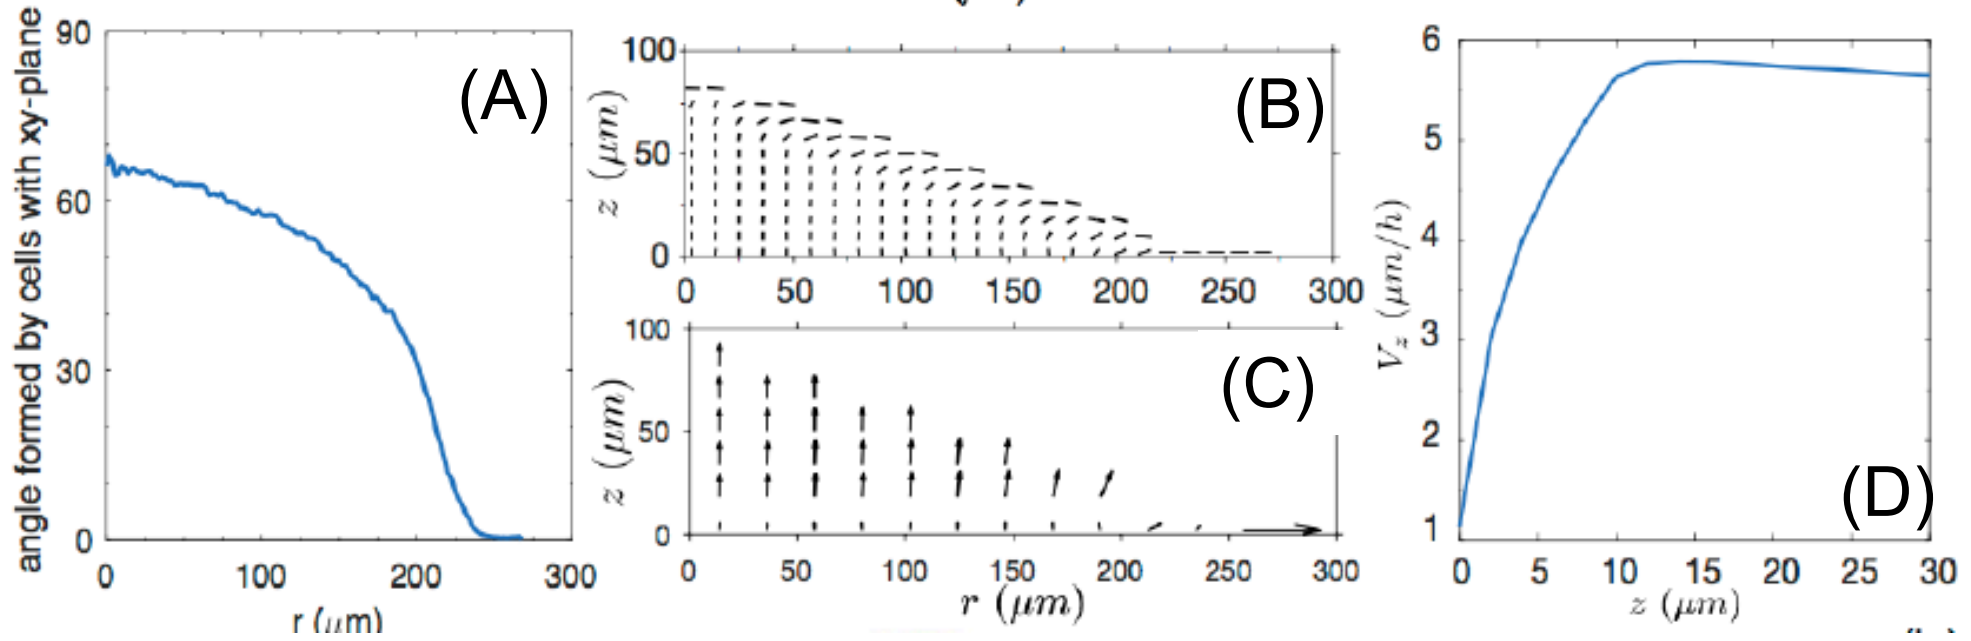 angle formed by cells with xy-plane
90
60
30
0
0 100 200 300
r (μm)
(A)
z (μm)
100
50
0
0 50 100 150 200 250 300
(B)
z (μm)
100
50
0
0 50 100 150 200 250 300
r (μm)
(C)
V_z (μm/h)
6
5
4
3
2
1
0 5 10 15 20 25 30
z (μm)
(D)